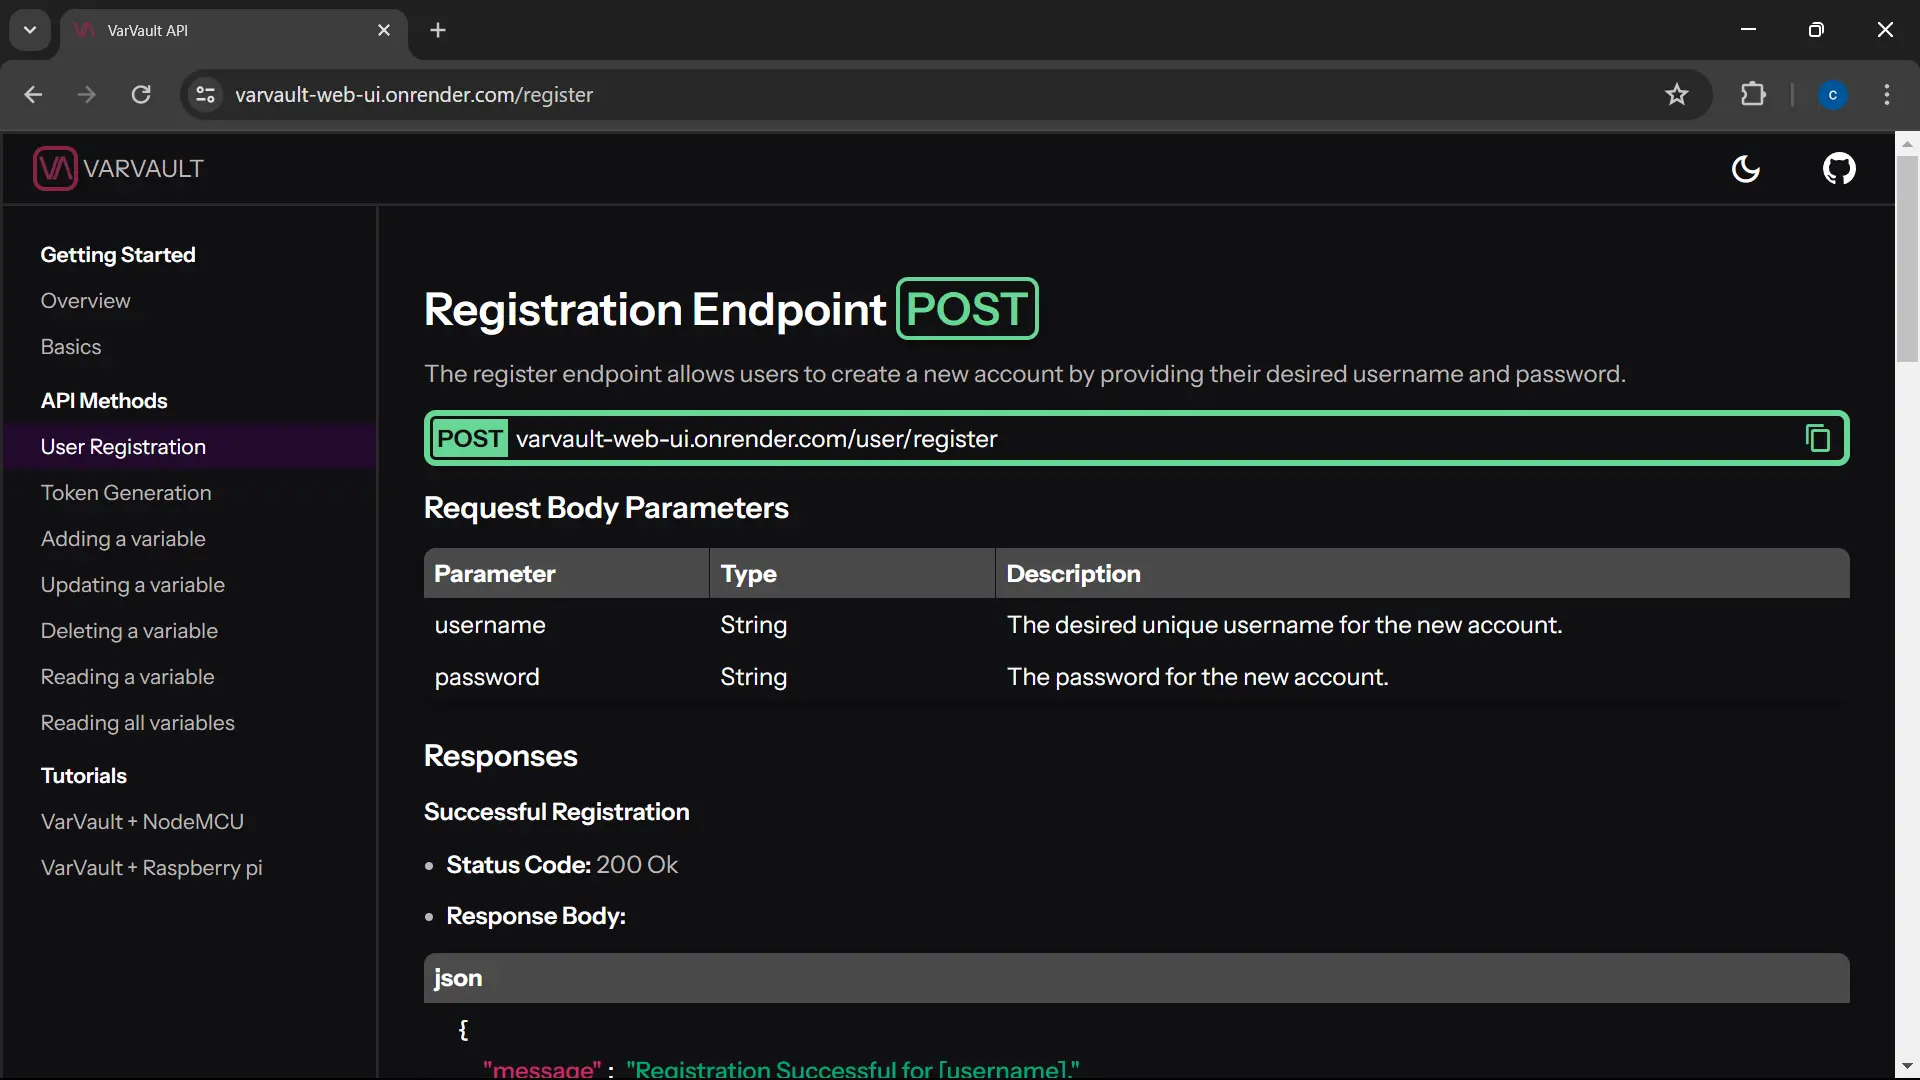 VarVault API
varvault-web-ui.onrender.com/register
C
VARVAULT
Getting Started
Overview
Basics
API Methods
User Registration
Token Generation
Adding a variable
Updating a variable
Deleting a variable
Reading a variable
Reading all variables
Tutorials
VarVault + NodeMCU
VarVault + Raspberry pi
Registration Endpoint POST
The register endpoint allows users to create a new account by providing their desired username and password.
POST varvault-web-ui.onrender.com/user/register
Request Body Parameters
Parameter Type Description
username String The desired unique username for the new account.
password String The password for the new account.
Responses
Successful Registration
• Status Code: 200 Ok
• Response Body:
json
{
"message" : "Registration Successful for [username]."